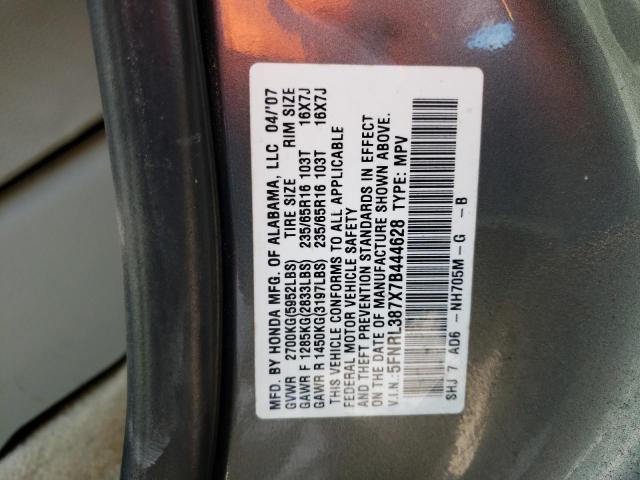 MFD. BY HONDA MFG. OF ALABAMA, LLC 04/'07
GVWR 2700KG(5952LBS) TIRE SIZE RIM SIZE
GAWR F 1285KG(2833LBS) 235/65R16 103T 16X7J
GAWR R 1450KG(3197LBS) 235/65R16 103T 16X7J
THIS VEHICLE CONFORMS TO ALL APPLICABLE
FEDERAL MOTOR VEHICLE SAFETY
AND THEFT PREVENTION STANDARDS IN EFFECT
ON THE DATE OF MANUFACTURE SHOWN ABOVE.
V.I.N. 5FNRL387X7B444628 TYPE: MPV
SHJ 7 AD6 - NH705M - G - B